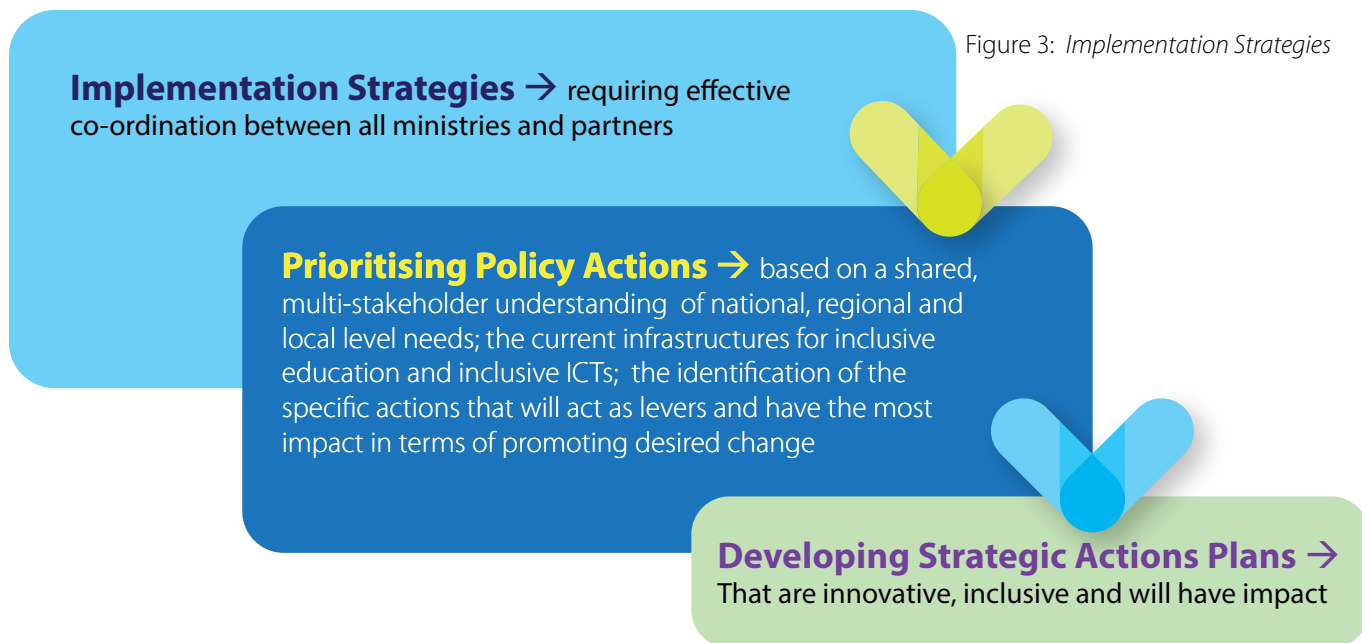 Figure 3: Implementation Strategies
Implementation Strategies → requiring effective
co-ordination between all ministries and partners
Prioritising Policy Actions → based on a shared,
multi-stakeholder understanding of national, regional and
local level needs; the current infrastructures for inclusive
education and inclusive ICTs; the identification of the
specific actions that will act as levers and have the most
impact in terms of promoting desired change
Developing Strategic Actions Plans →
That are innovative, inclusive and will have impact